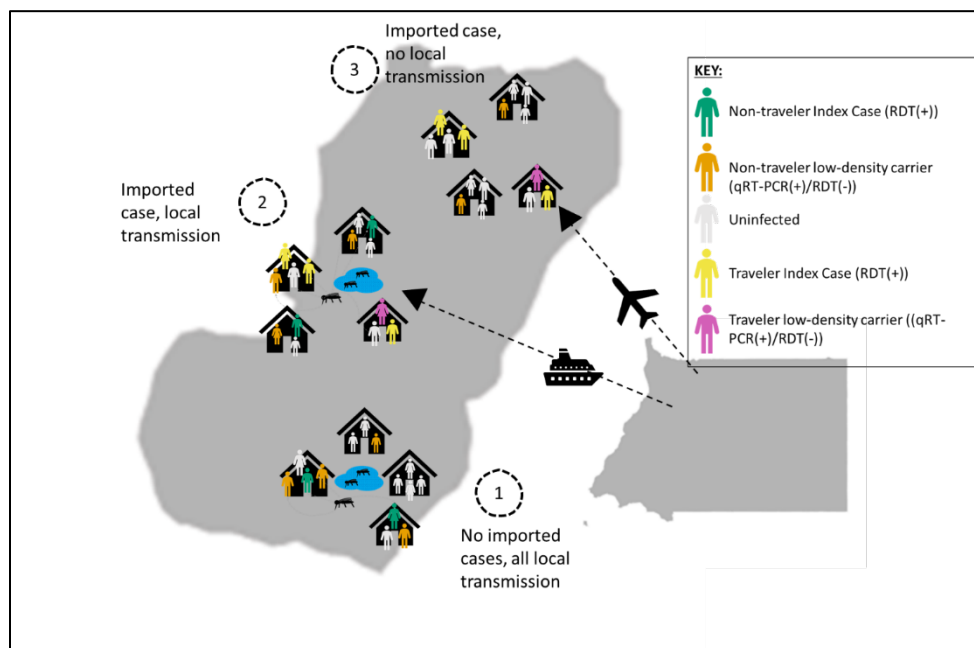 Imported case,
no local
transmission
3
Imported
case, local
transmission
2
1
No imported
cases, all local
transmission
KEY:
Non-traveler Index Case (RDT(+))
Non-traveler low-density carrier
(qRT-PCR(+)/RDT(-))
Uninfected
Traveler Index Case (RDT(+))
Traveler low-density carrier ((qRT-
PCR(+)/RDT(-))